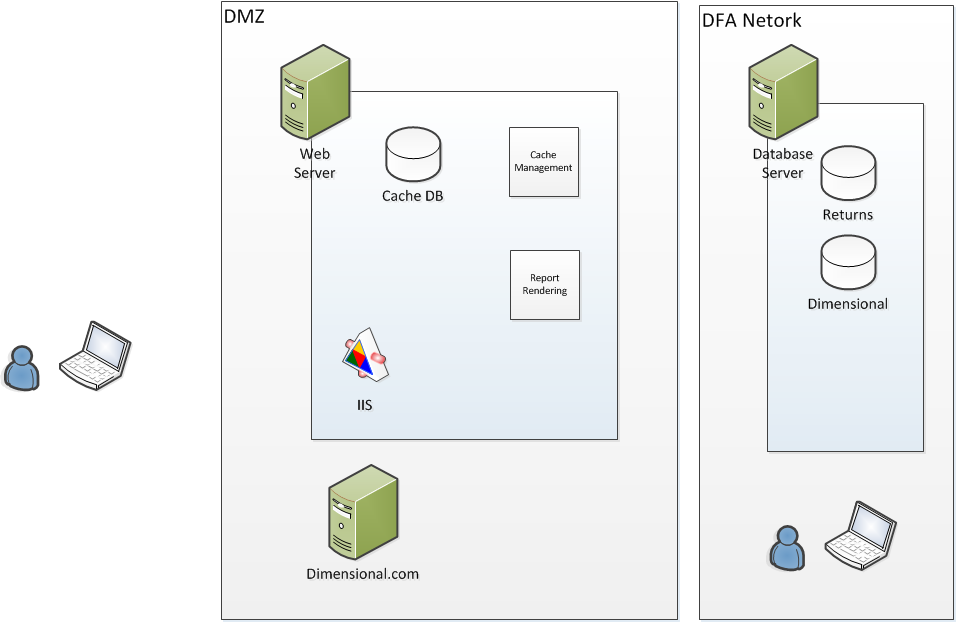 DMZ
Web
Server
Cache DB
Cache
Management
Report
Rendering
IIS
Dimensional.com
DFA Netork
Database
Server
Returns
Dimensional